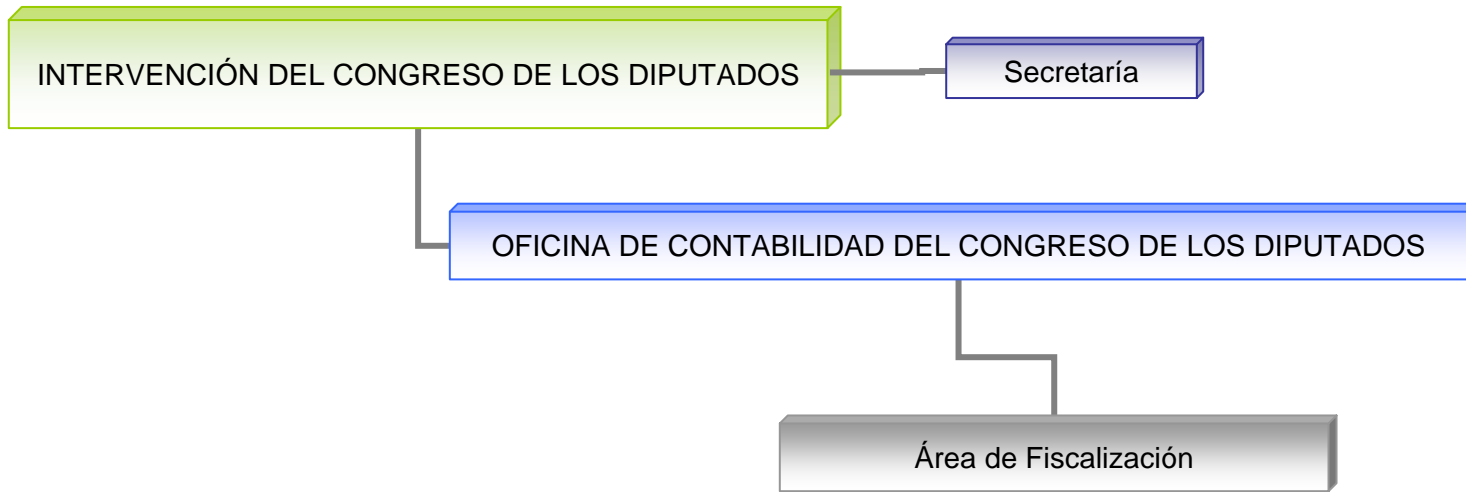 INTERVENCIÓN DEL CONGRESO DE LOS DIPUTADOS
Secretaría
OFICINA DE CONTABILIDAD DEL CONGRESO DE LOS DIPUTADOS
Área de Fiscalización